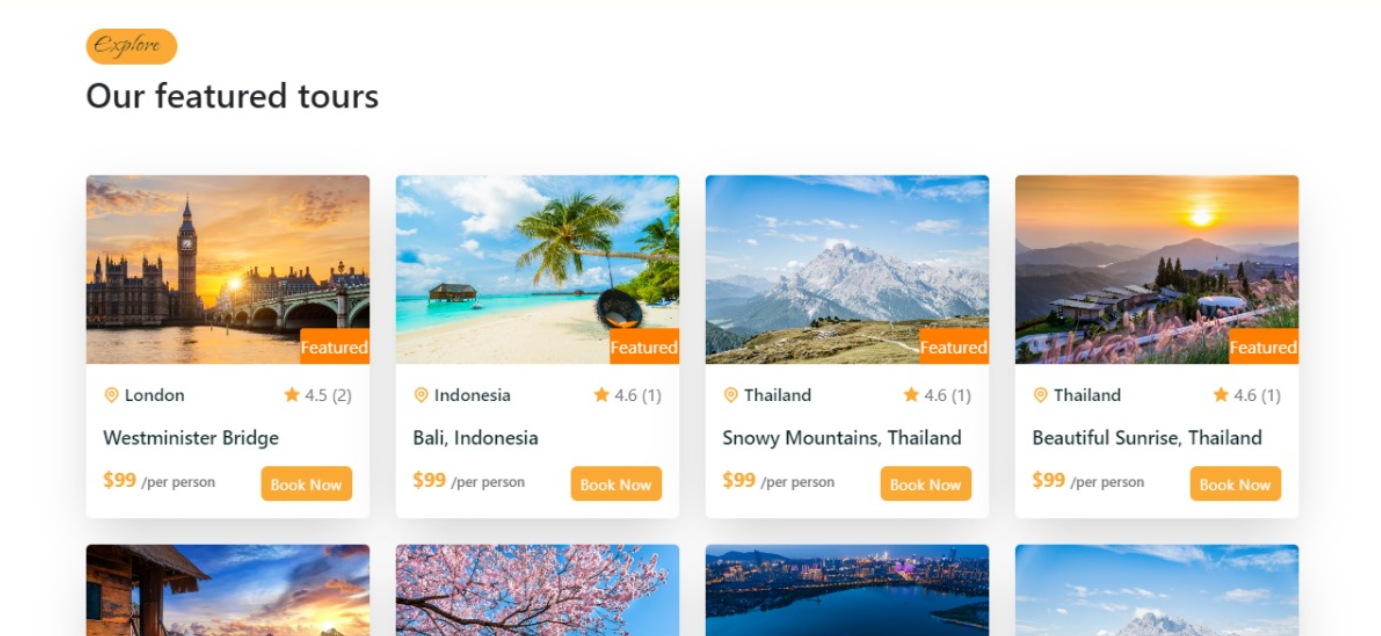 Explore
Our featured tours
Featured
Featured
Featured
Featured
London 4.5 (2)
Indonesia 4.6 (1)
Thailand 4.6 (1)
Thailand 4.6 (1)
Westminister Bridge
Bali, Indonesia
Snowy Mountains, Thailand
Beautiful Sunrise, Thailand
$99 /per person Book Now
$99 /per person Book Now
$99 /per person Book Now
$99 /per person Book Now